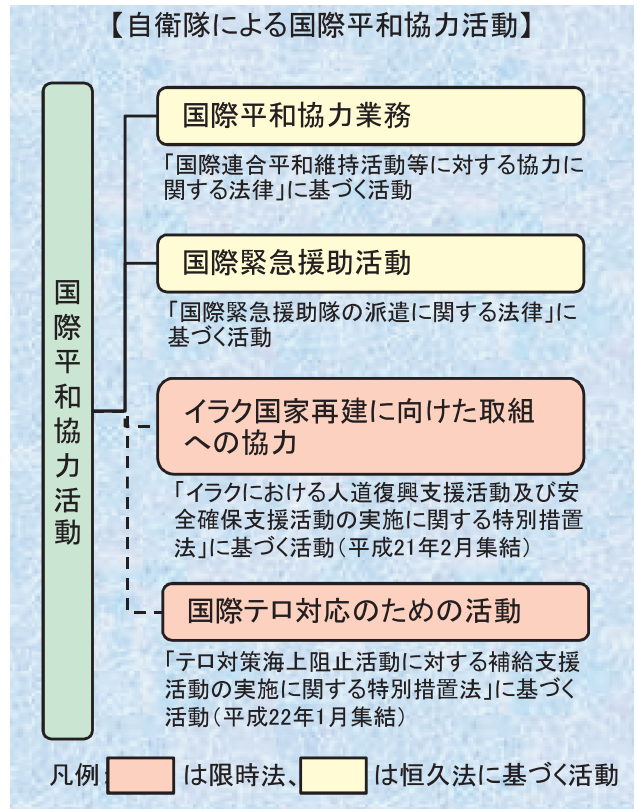 【自衛隊による国際平和協力活動】
国際平和協力活動
国際平和協力業務
「国際連合平和維持活動等に対する協力に
関する法律」に基づく活動
国際緊急援助活動
「国際緊急援助隊の派遣に関する法律」に
基づく活動
イラク国家再建に向けた取組
への協力
「イラクにおける人道復興支援活動及び安
全確保支援活動の実施に関する特別措置
法」に基づく活動（平成21年2月集結）
国際テロ対応のための活動
「テロ対策海上阻止活動に対する補給支援
活動の実施に関する特別措置法」に基づく
活動（平成22年1月集結）
凡例:　は限時法、　は恒久法に基づく活動